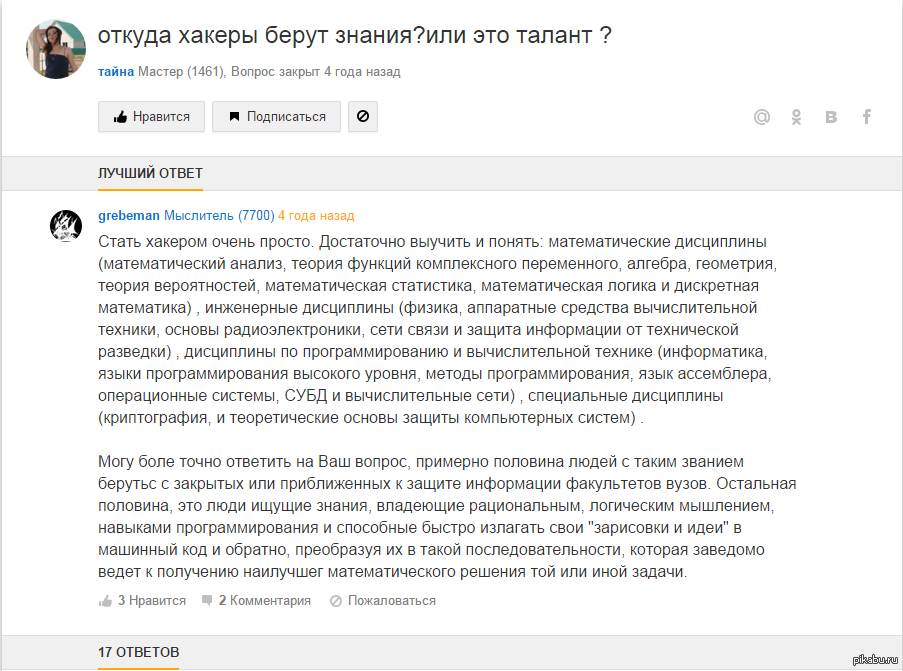 откуда хакеры берут знания?или это талант ?
тайна Мастер (1461), Вопрос закрыт 4 года назад
Нравится Подписаться
ЛУЧШИЙ ОТВЕТ
grebeman Мыслитель (7700) 4 года назад
Стать хакером очень просто. Достаточно выучить и понять: математические дисциплины
(математический анализ, теория функций комплексного переменного, алгебра, геометрия,
теория вероятностей, математическая статистика, математическая логика и дискретная
математика) , инженерные дисциплины (физика, аппаратные средства вычислительной
техники, основы радиоэлектроники, сети связи и защита информации от технической
разведки) , дисциплины по программированию и вычислительной технике (информатика,
языки программирования высокого уровня, методы программирования, язык ассемблера,
операционные системы, СУБД и вычислительные сети) , специальные дисциплины
(криптография, и теоретические основы защиты компьютерных систем) .
Могу боле точно ответить на Ваш вопрос, примерно половина людей с таким званием
берутьс с закрытых или приближенных к защите информации факультетов вузов. Остальная
половина, это люди ищущие знания, владеющие рациональным, логическим мышлением,
навыками программирования и способные быстро излагать свои "зарисовки и идеи" в
машинный код и обратно, преобразуя их в такой последовательности, которая заведомо
ведет к получению наилучшег математического решения той или иной задачи.
3 Нравится 2 Комментария Пожаловаться
17 ОТВЕТОВ
pikabu.ru